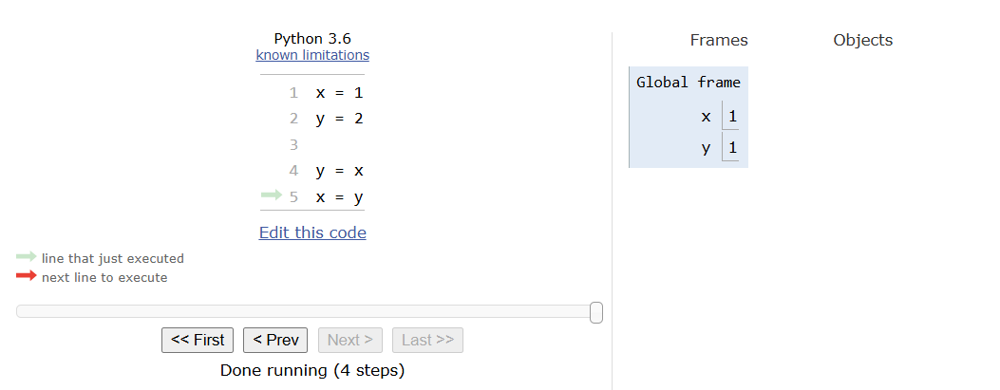 Python 3.6
known limitations
1 x = 1
2 y = 2
3
4 y = x
5 x = y
Edit this code
line that just executed
next line to execute
<< First < Prev Next > Last >>
Done running (4 steps)
Frames Objects
Global frame
x 1
y 1